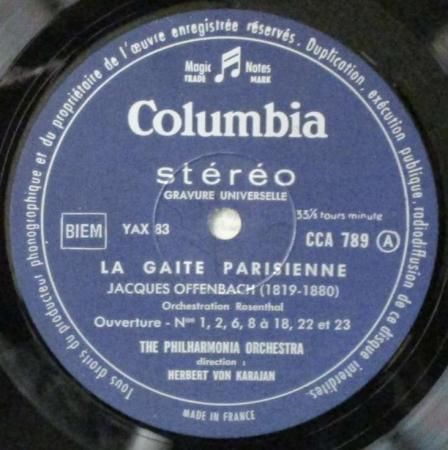 Tous droits du producteur phonographique et du propriétaire de l'œuvre enregistrée réservés. Duplication, exécution publique, radiodiffusion de ce disque interdites.
Magic Notes
TRADE MARK
Columbia
stéréo
GRAVURE UNIVERSELLE
33⅓ tours minute
BIEM YAX 83 CCA 789 A
LA GAITE PARISIENNE
JACQUES OFFENBACH (1819-1880)
Orchestration Rosenthal
Ouverture - Nos 1, 2, 6, 8 à 18, 22 et 23
THE PHILHARMONIA ORCHESTRA
direction :
HERBERT VON KARAJAN
MADE IN FRANCE